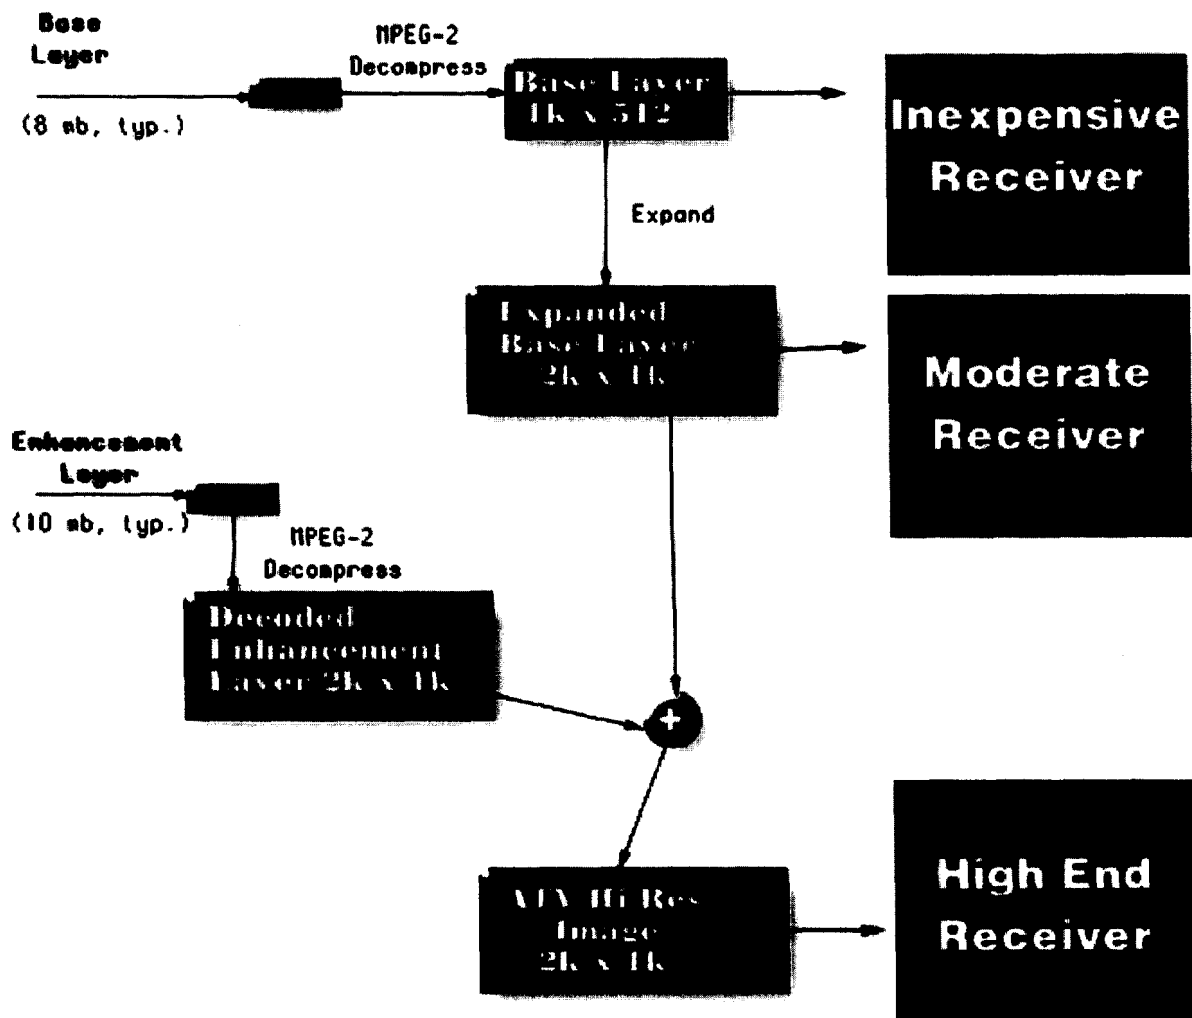 Base
Layer
(8 mb, typ.)
MPEG-2
Decompress
Base Layer
1k x 512
Inexpensive
Receiver
Expand
Expanded
Base Layer
2k x 1k
Moderate
Receiver
Enhancement
Layer
(10 mb, typ.)
MPEG-2
Decompress
Decoded
Enhancement
Layer 2k x 1k
+
Hi Res
Image
2k x 1k
High End
Receiver